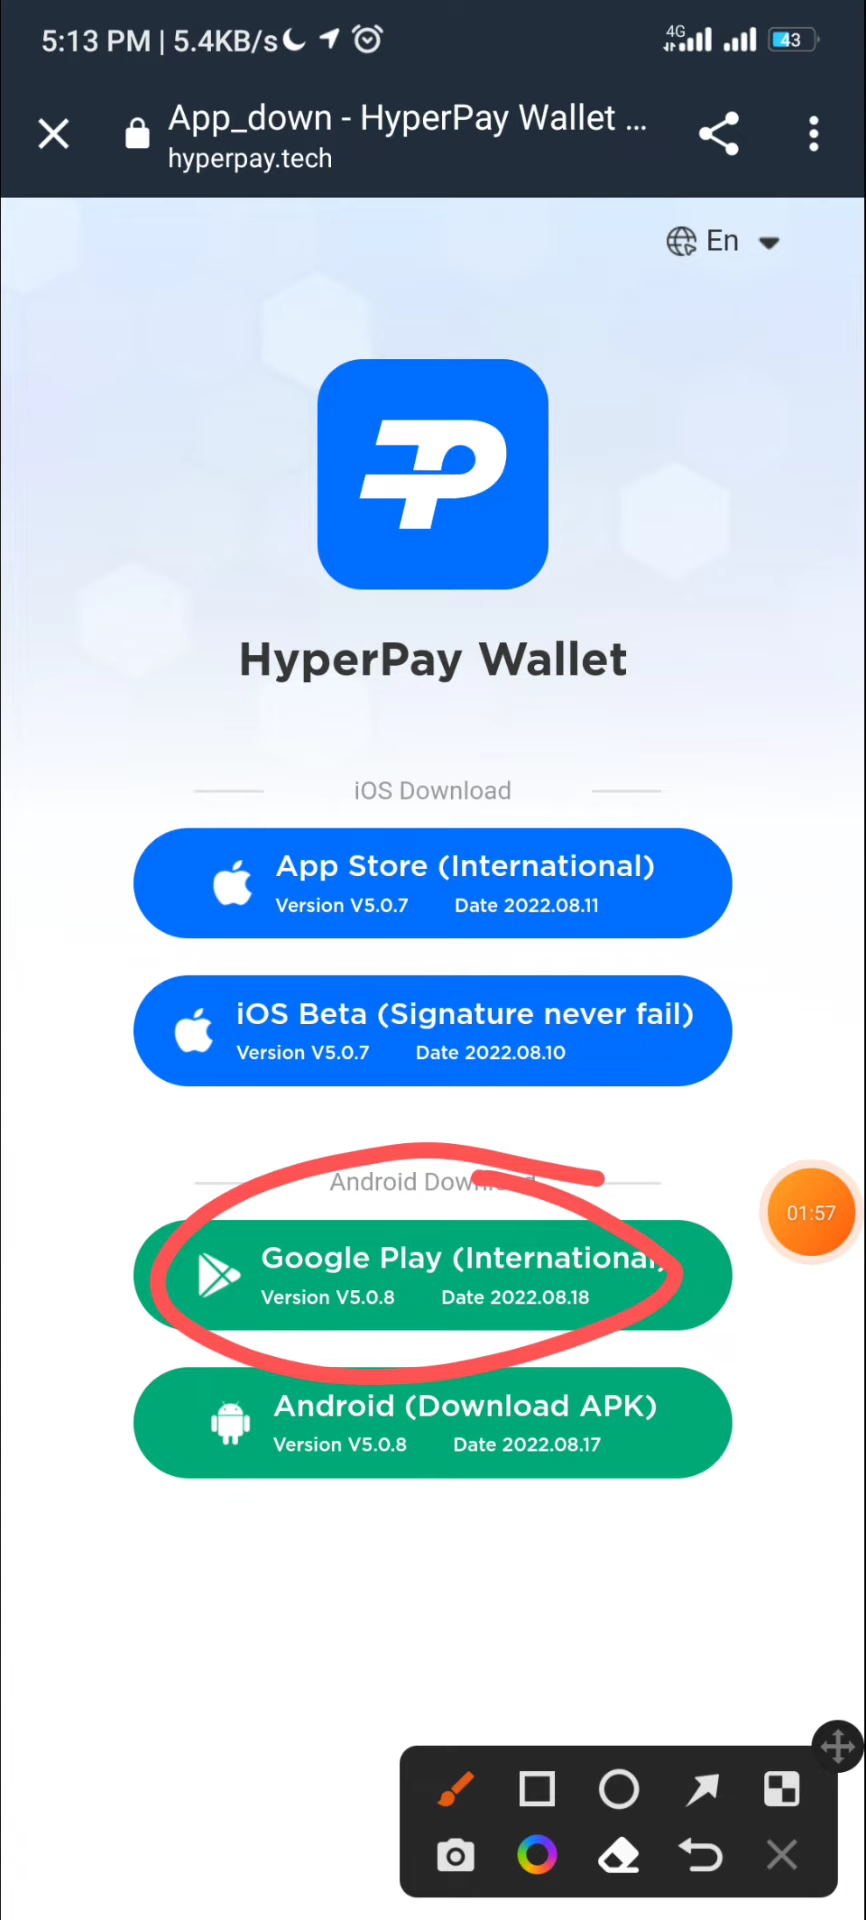 5:13 PM | 5.4KB/s
4G
43
App_down - HyperPay Wallet ...
hyperpay.tech
En
HyperPay Wallet
iOS Download
App Store (International)
Version V5.0.7 Date 2022.08.11
iOS Beta (Signature never fail)
Version V5.0.7 Date 2022.08.10
Android Download
01:57
Google Play (International)
Version V5.0.8 Date 2022.08.18
Android (Download APK)
Version V5.0.8 Date 2022.08.17